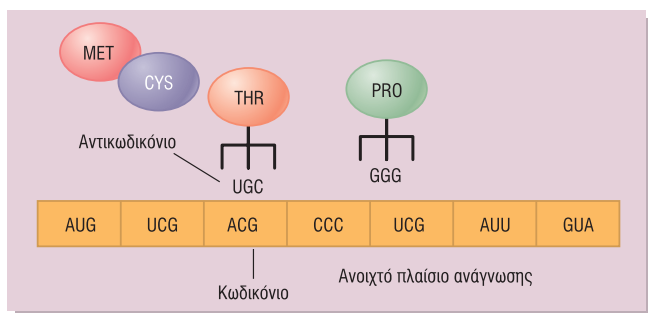 MET
CYS
THR
PRO
Αντικωδικόνιο
UGC
GGG
AUG UCG ACG CCC UCG AUU GUA
Κωδικόνιο
Ανοιχτό πλαίσιο ανάγνωσης